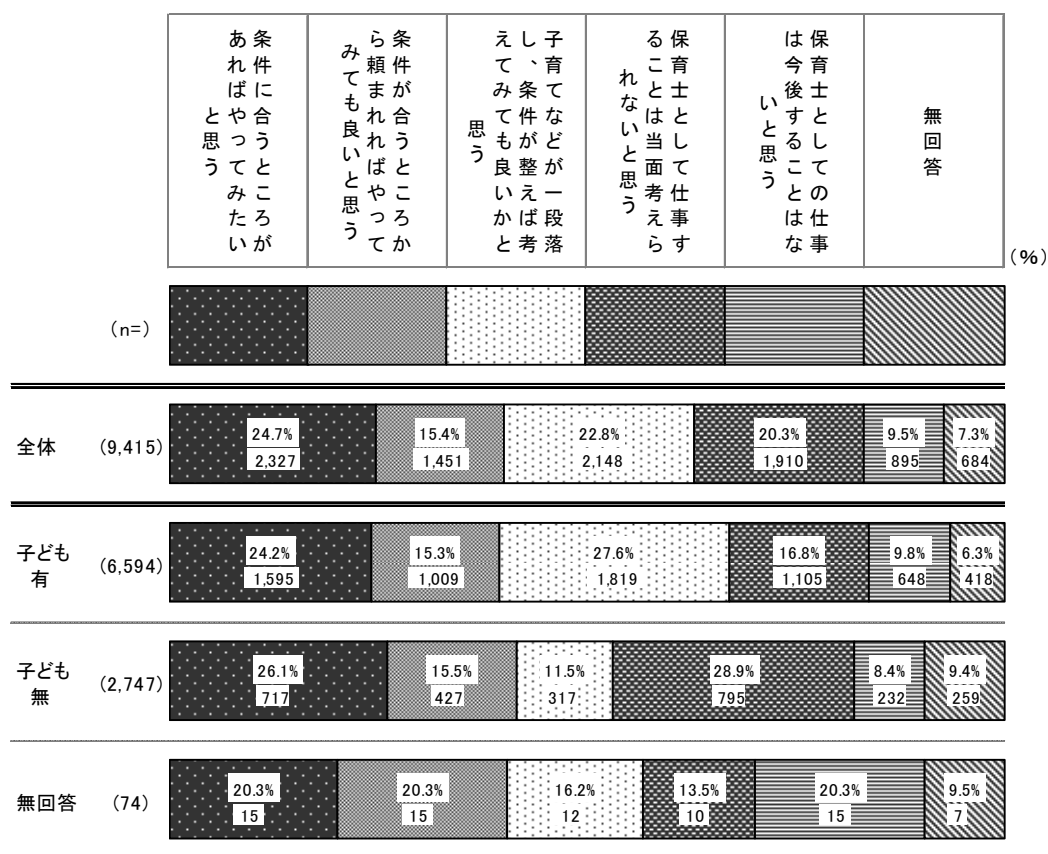 条件に合うところが
あればやってみたい
と思う
条件が合うところか
ら頼まれればやって
みても良いと思う
子育てなどが一段落
し、条件が整えば考
えてみても良いかと
思う
保育士として仕事す
ることは当面考えら
れないと思う
保育士としての仕事
は今後することはな
いと思う
無回答
(%)
(n=)
全体 (9,415) 24.7% 15.4% 22.8% 20.3% 9.5% 7.3%
2,327 1,451 2,148 1,910 895 684
子ども
有 (6,594) 24.2% 15.3% 27.6% 16.8% 9.8% 6.3%
1,595 1,009 1,819 1,105 648 418
子ども
無 (2,747) 26.1% 15.5% 11.5% 28.9% 8.4% 9.4%
717 427 317 795 232 259
無回答 (74) 20.3% 20.3% 16.2% 13.5% 20.3% 9.5%
15 15 12 10 15 7